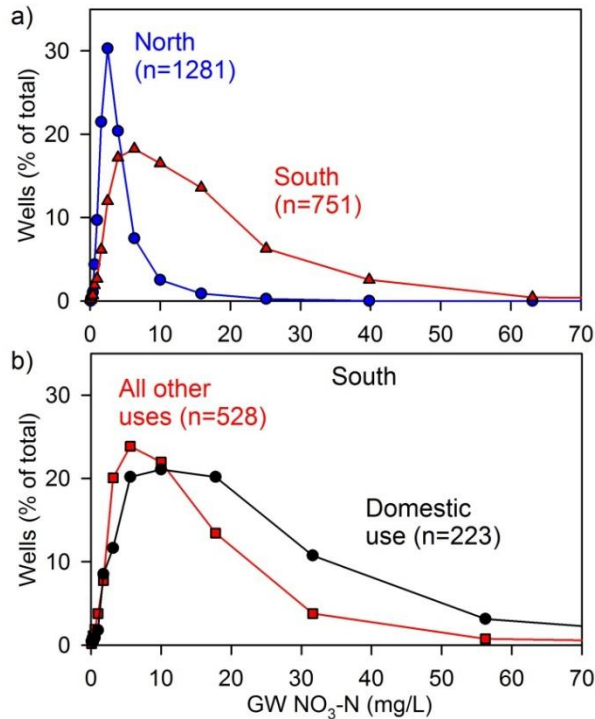 a)
North
(n=1281)
South
(n=751)
Wells (% of total)
30
20
10
0
0 10 20 30 40 50 60 70
b)
South
All other
uses (n=528)
Domestic
use (n=223)
Wells (% of total)
30
20
10
0
0 10 20 30 40 50 60 70
GW NO₃-N (mg/L)